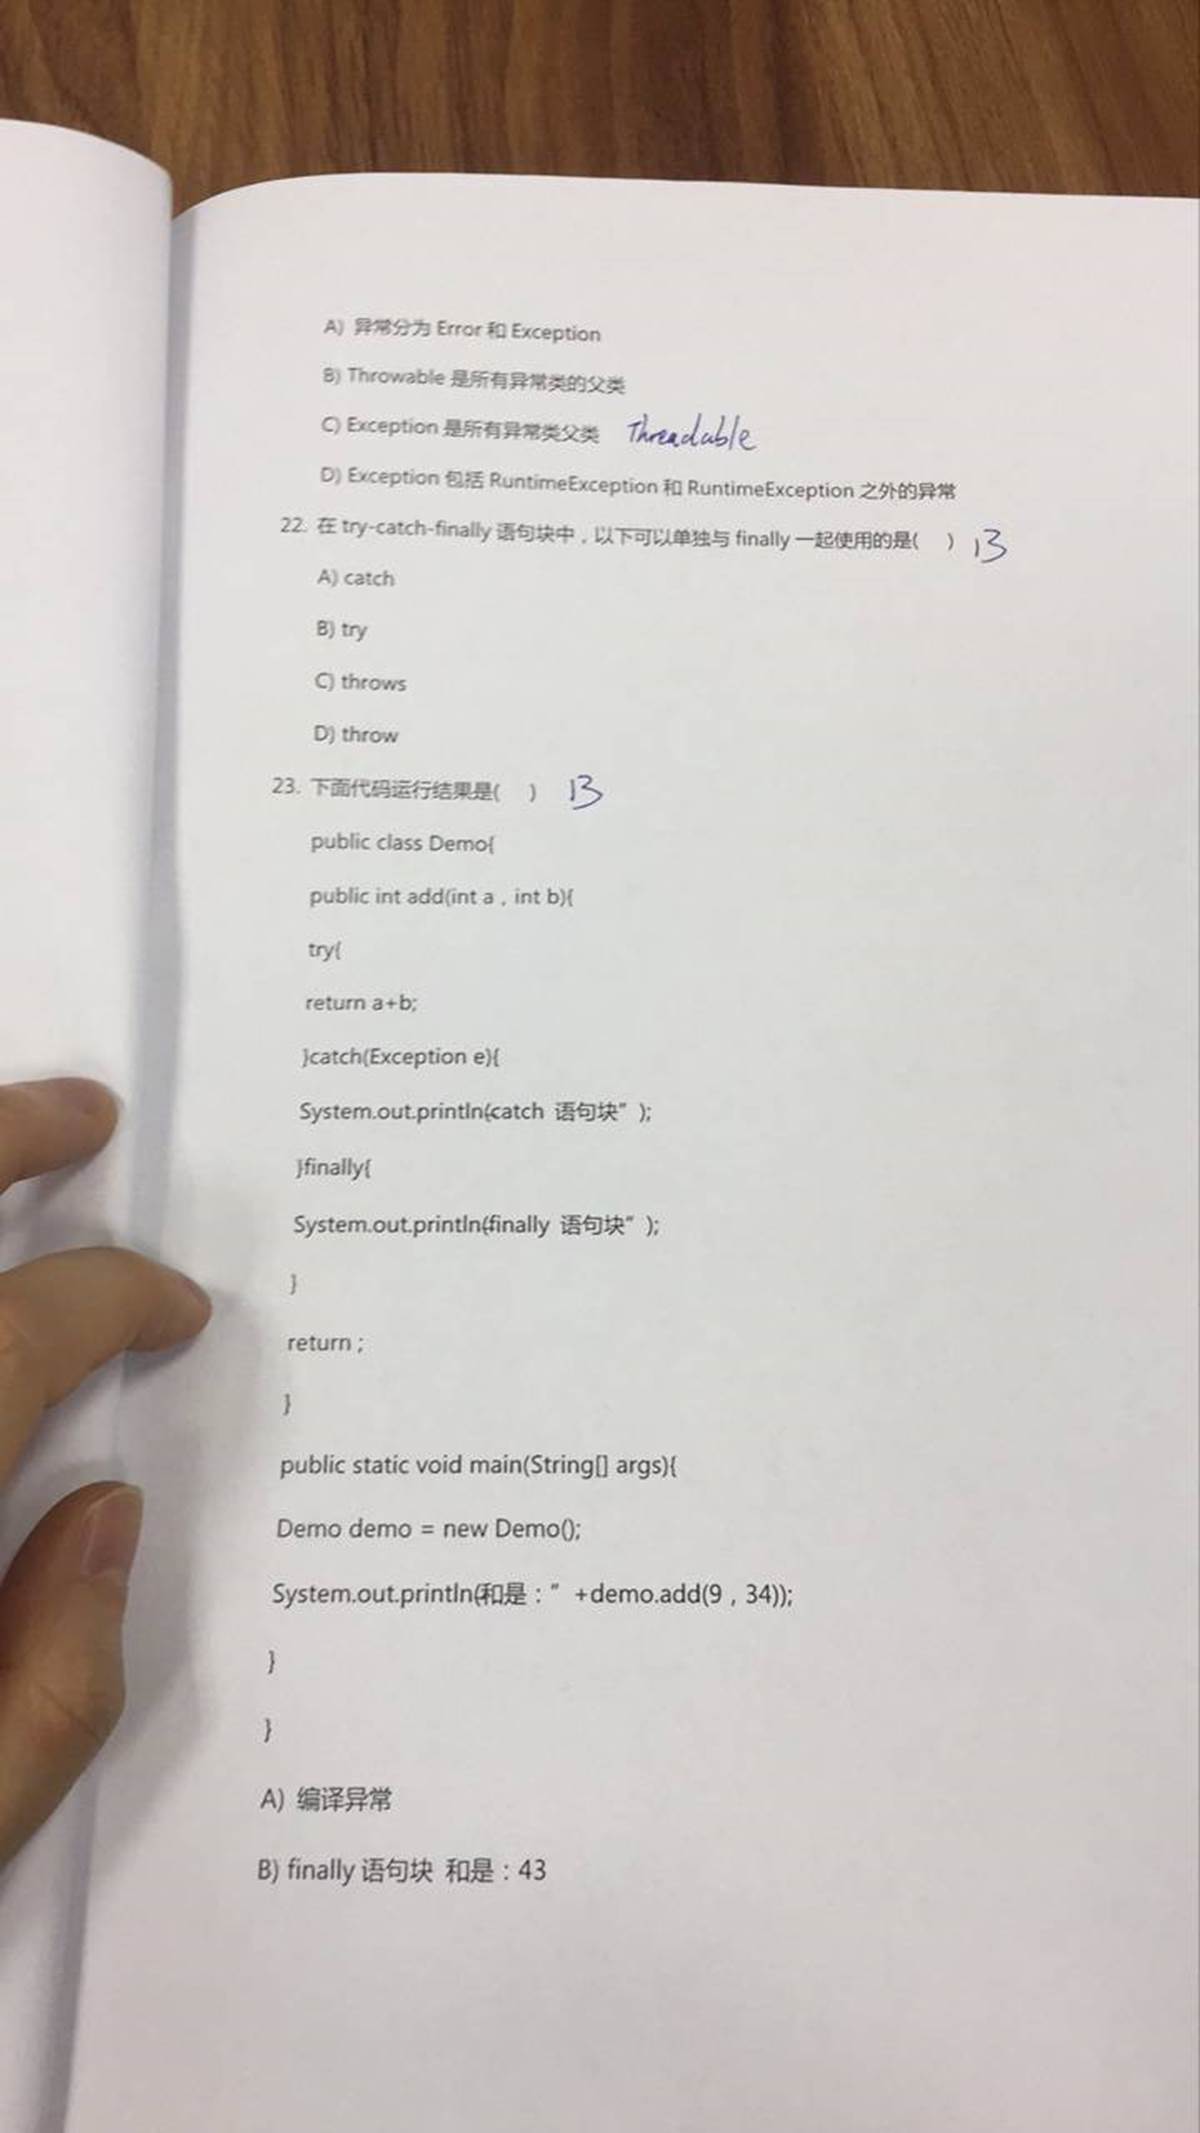 A) 异常分为 Error 和 Exception
B) Throwable 是所有异常类的父类
C) Exception 是所有异常类父类 Threadable
D) Exception 包括 RuntimeException 和 RuntimeException 之外的异常
22. 在 try-catch-finally 语句块中，以下可以单独与 finally 一起使用的是( ) B
A) catch
B) try
C) throws
D) throw
23. 下面代码运行结果是( ) B
public class Demo{
public int add(int a，int b){
try{
return a+b;
}catch(Exception e){
System.out.println(catch 语句块”);
}finally{
System.out.println(finally 语句块”);
}
return ;
}
public static void main(String[] args){
Demo demo = new Demo();
System.out.println(和是：” +demo.add(9，34));
}
}
A) 编译异常
B) finally 语句块 和是：43